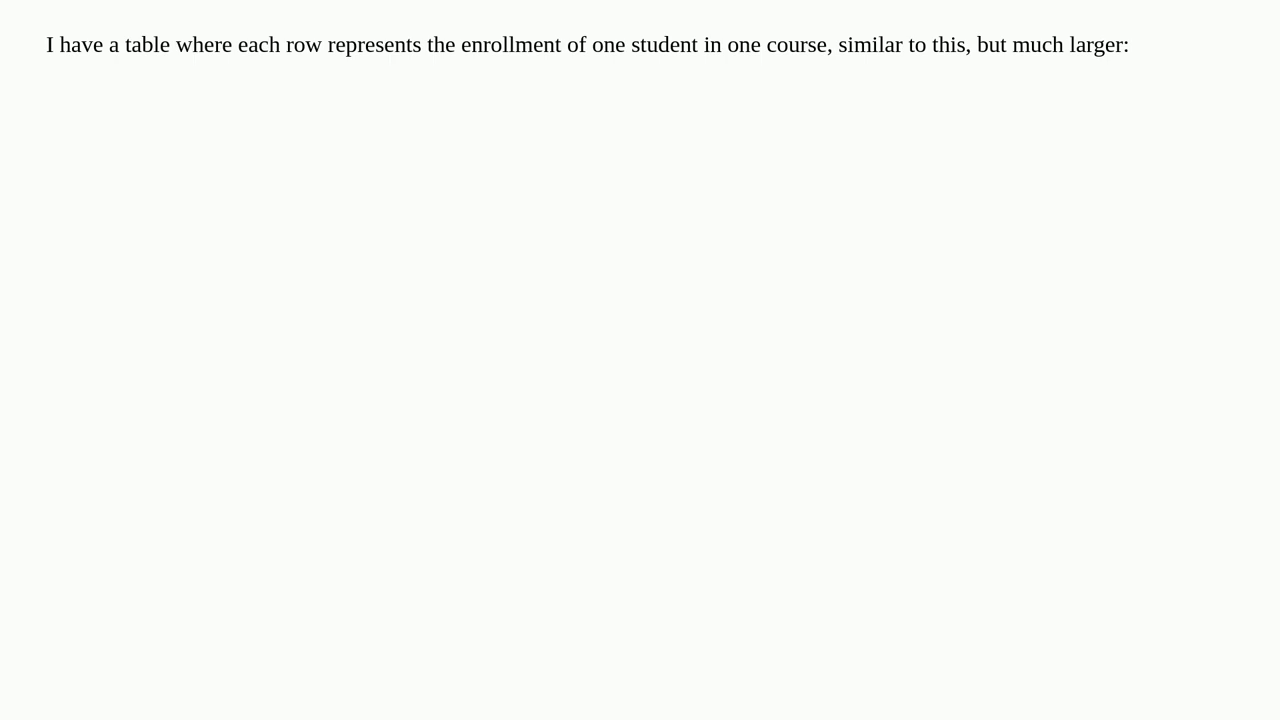 I have a table where each row represents the enrollment of one student in one course, similar to this, but much larger: